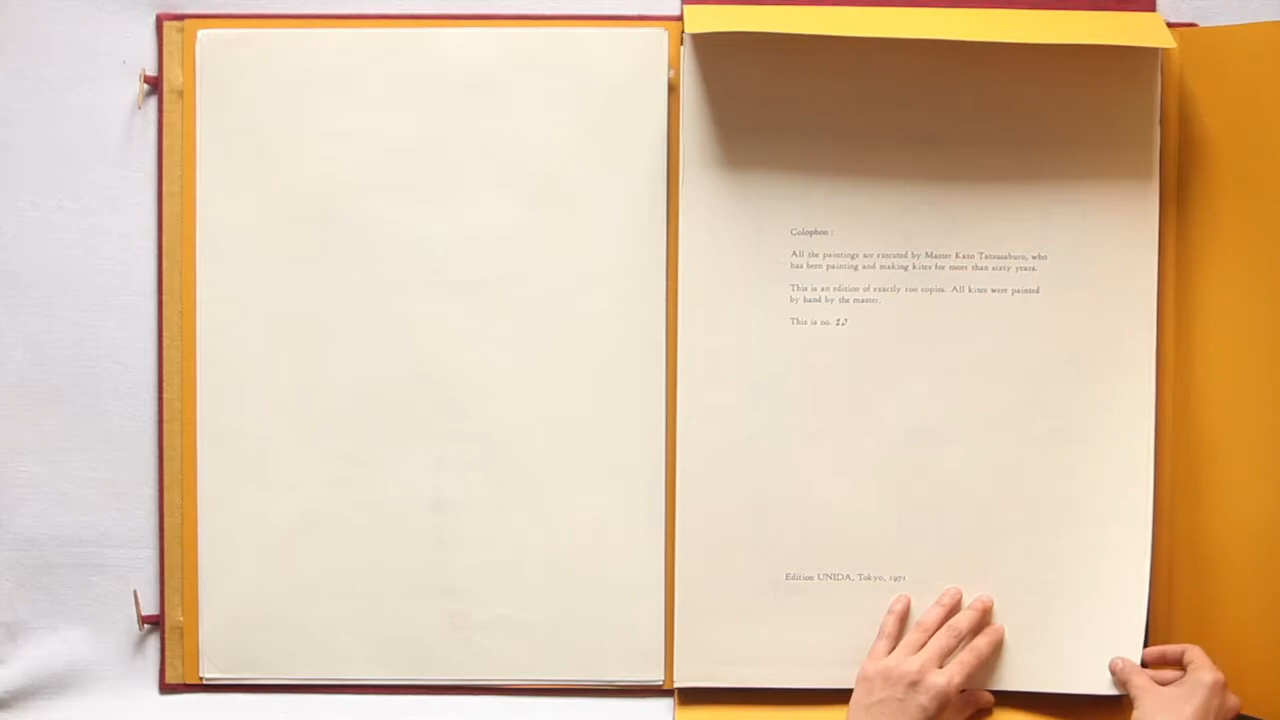 Colophon :
All the paintings are executed by Master Kato Tatsusaburo, who
has been painting and making kites for more than sixty years.
This is an edition of exactly 100 copies. All kites were painted
by hand by the master.
This is no.
Edition UNIDA, Tokyo, 1971